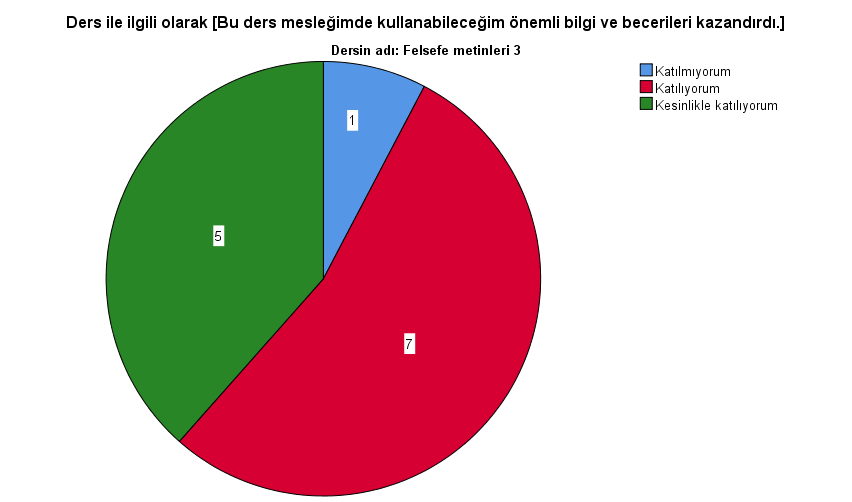 Ders ile ilgili olarak [Bu ders mesleğimde kullanabileceğim önemli bilgi ve becerileri kazandırdı.]
Dersin adı: Felsefe metinleri 3
Katılmıyorum
Katılıyorum
Kesinlikle katılıyorum
1
5
7